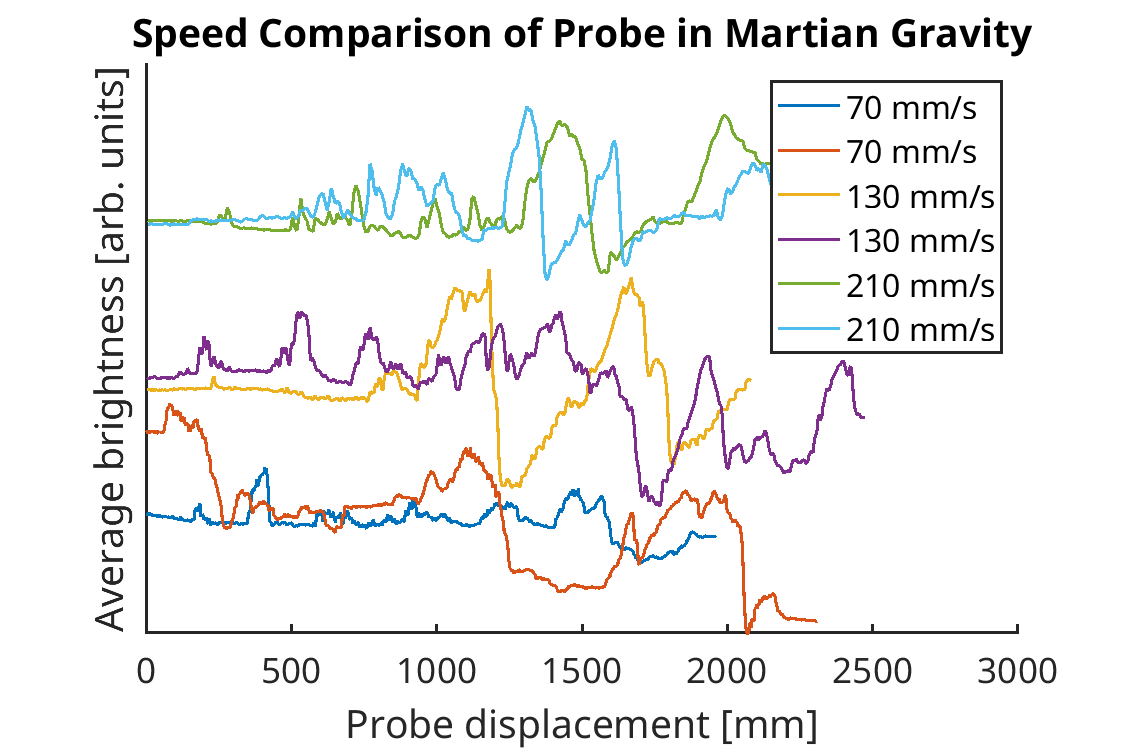 Speed Comparison of Probe in Martian Gravity
Average brightness [arb. units]
70 mm/s
70 mm/s
130 mm/s
130 mm/s
210 mm/s
210 mm/s
0 500 1000 1500 2000 2500 3000
Probe displacement [mm]